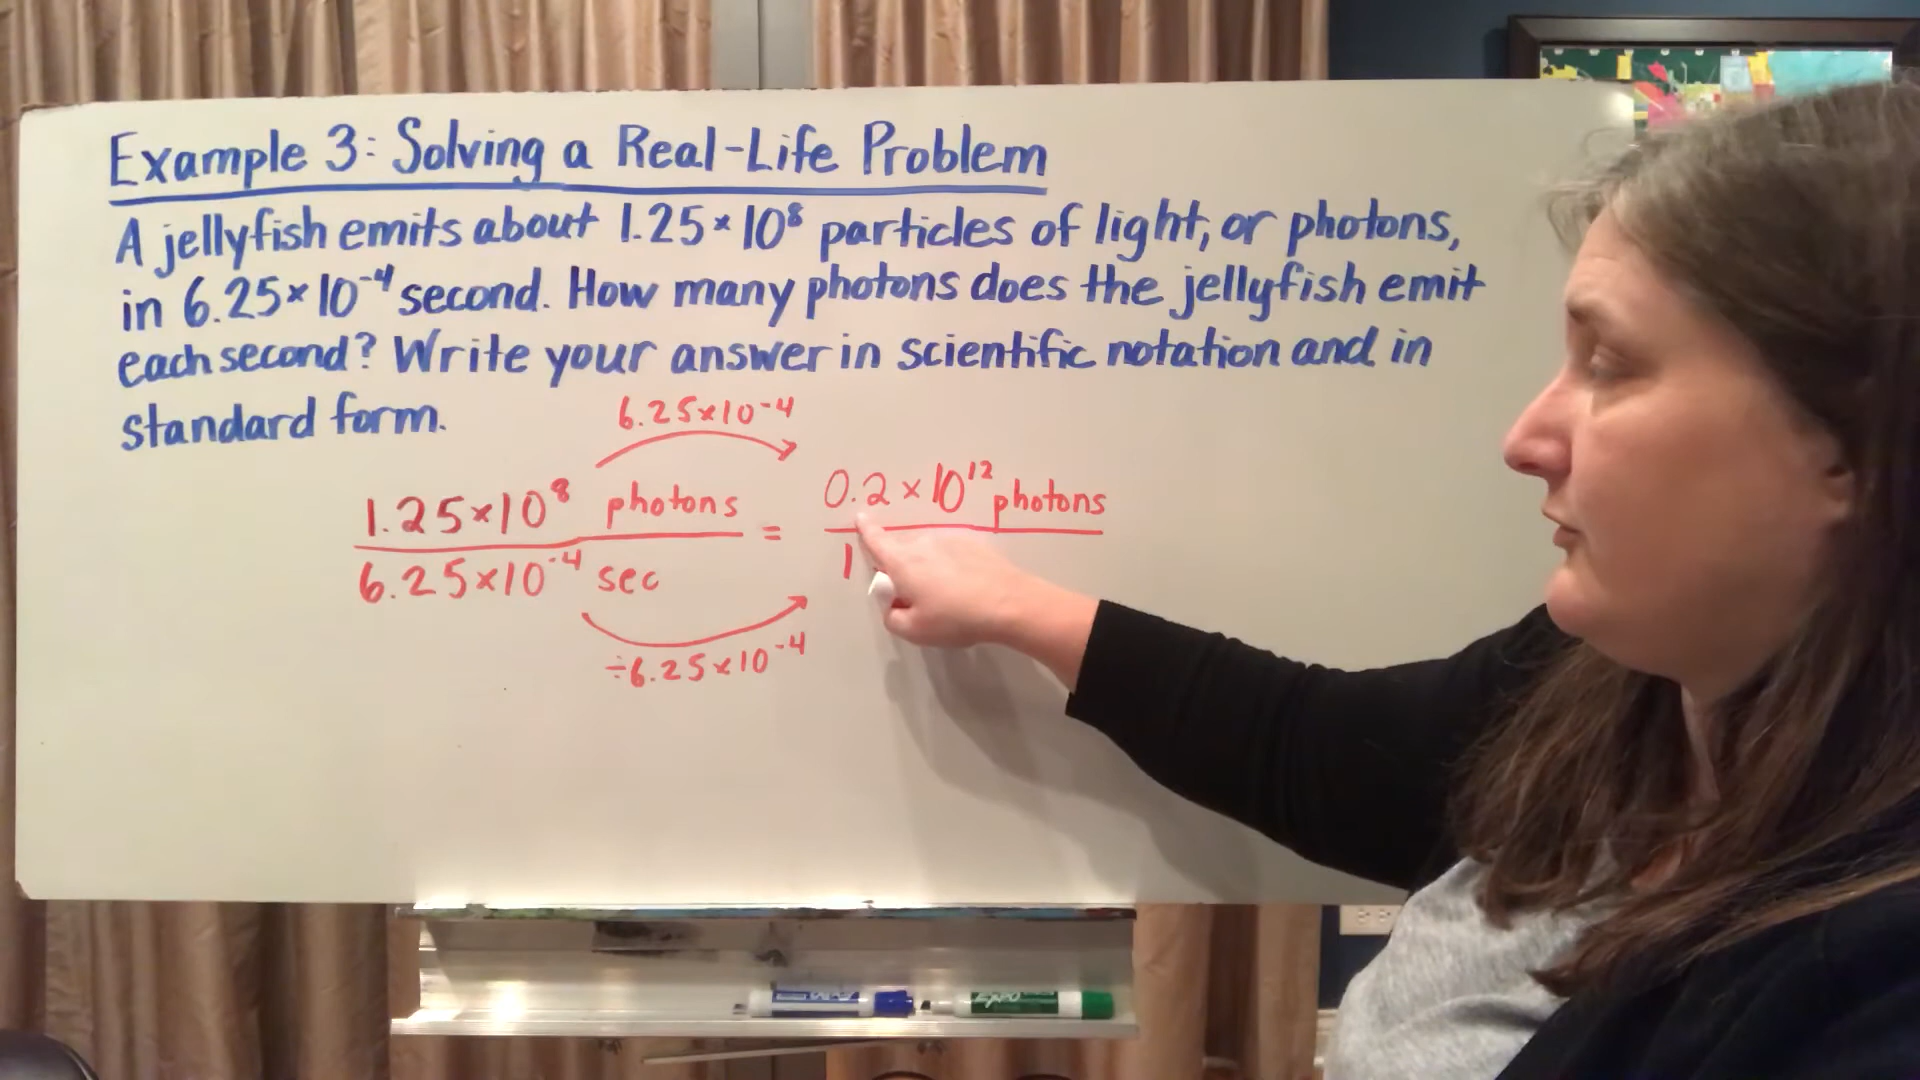 Example 3: Solving a Real-Life Problem
A jellyfish emits about 1.25×10⁸ particles of light, or photons,
in 6.25×10⁻⁴ second. How many photons does the jellyfish emit
each second? Write your answer in scientific notation and in
standard form.
6.25×10⁻⁴
1.25×10⁸ photons = 0.2×10¹² photons
6.25×10⁻⁴ sec 1
÷6.25×10⁻⁴
EXPO